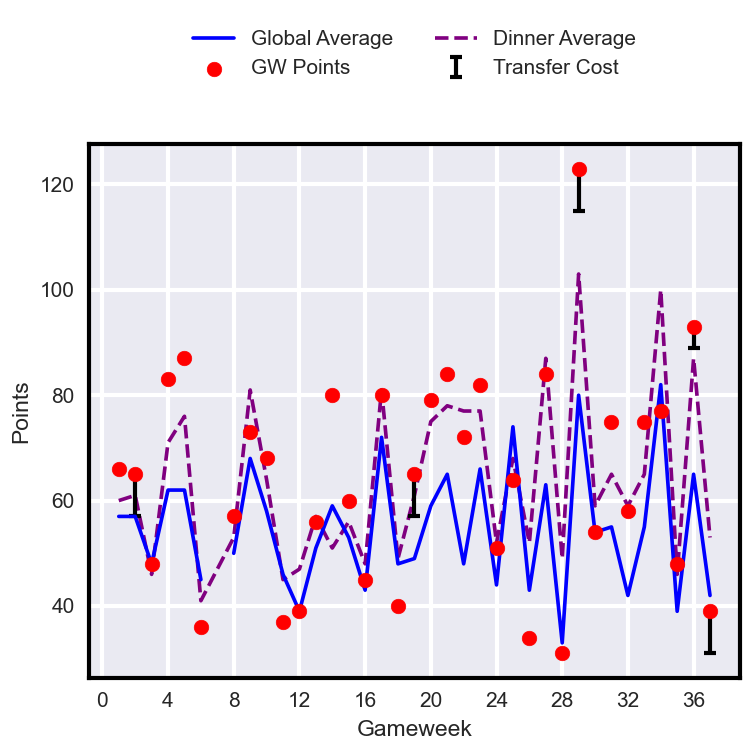 Global Average
GW Points
Dinner Average
Transfer Cost
Points
120
100
80
60
40
0 4 8 12 16 20 24 28 32 36
Gameweek